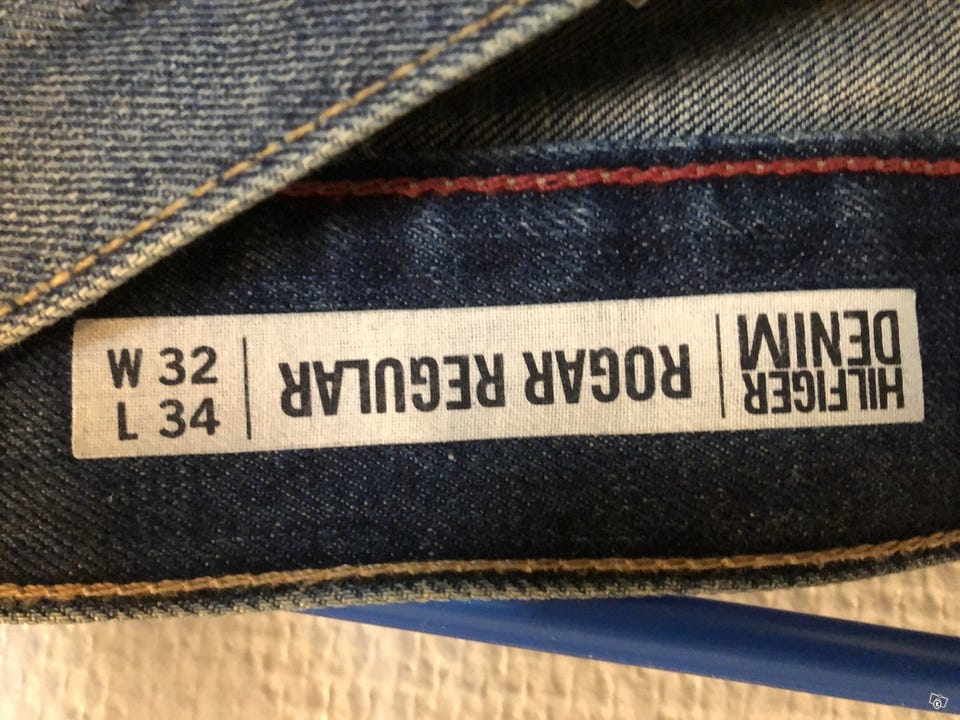 W 32
L 34
ROGAR REGULAR
HILFIGER
DENIM